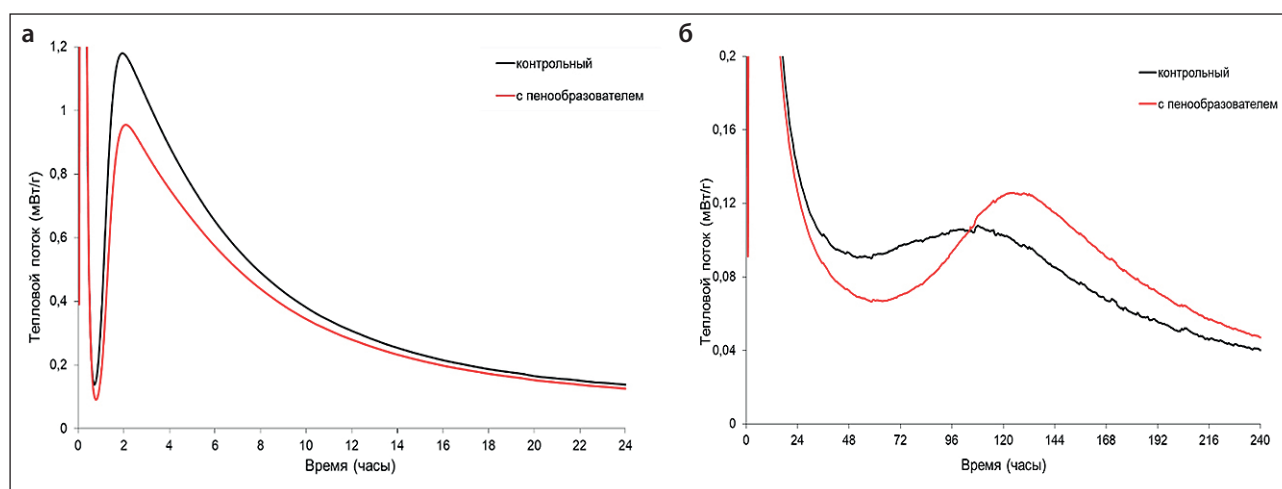 а
1,2
1
0,8
0,6
0,4
0,2
0
Тепловой поток (мВт/г)
контрольный
с пенообразователем
0 2 4 6 8 10 12 14 16 18 20 22 24
Время (часы)
б
0,2
0,16
0,12
0,08
0,04
0
Тепловой поток (мВт/г)
контрольный
с пенообразователем
0 24 48 72 96 120 144 168 192 216 240
Время (часы)